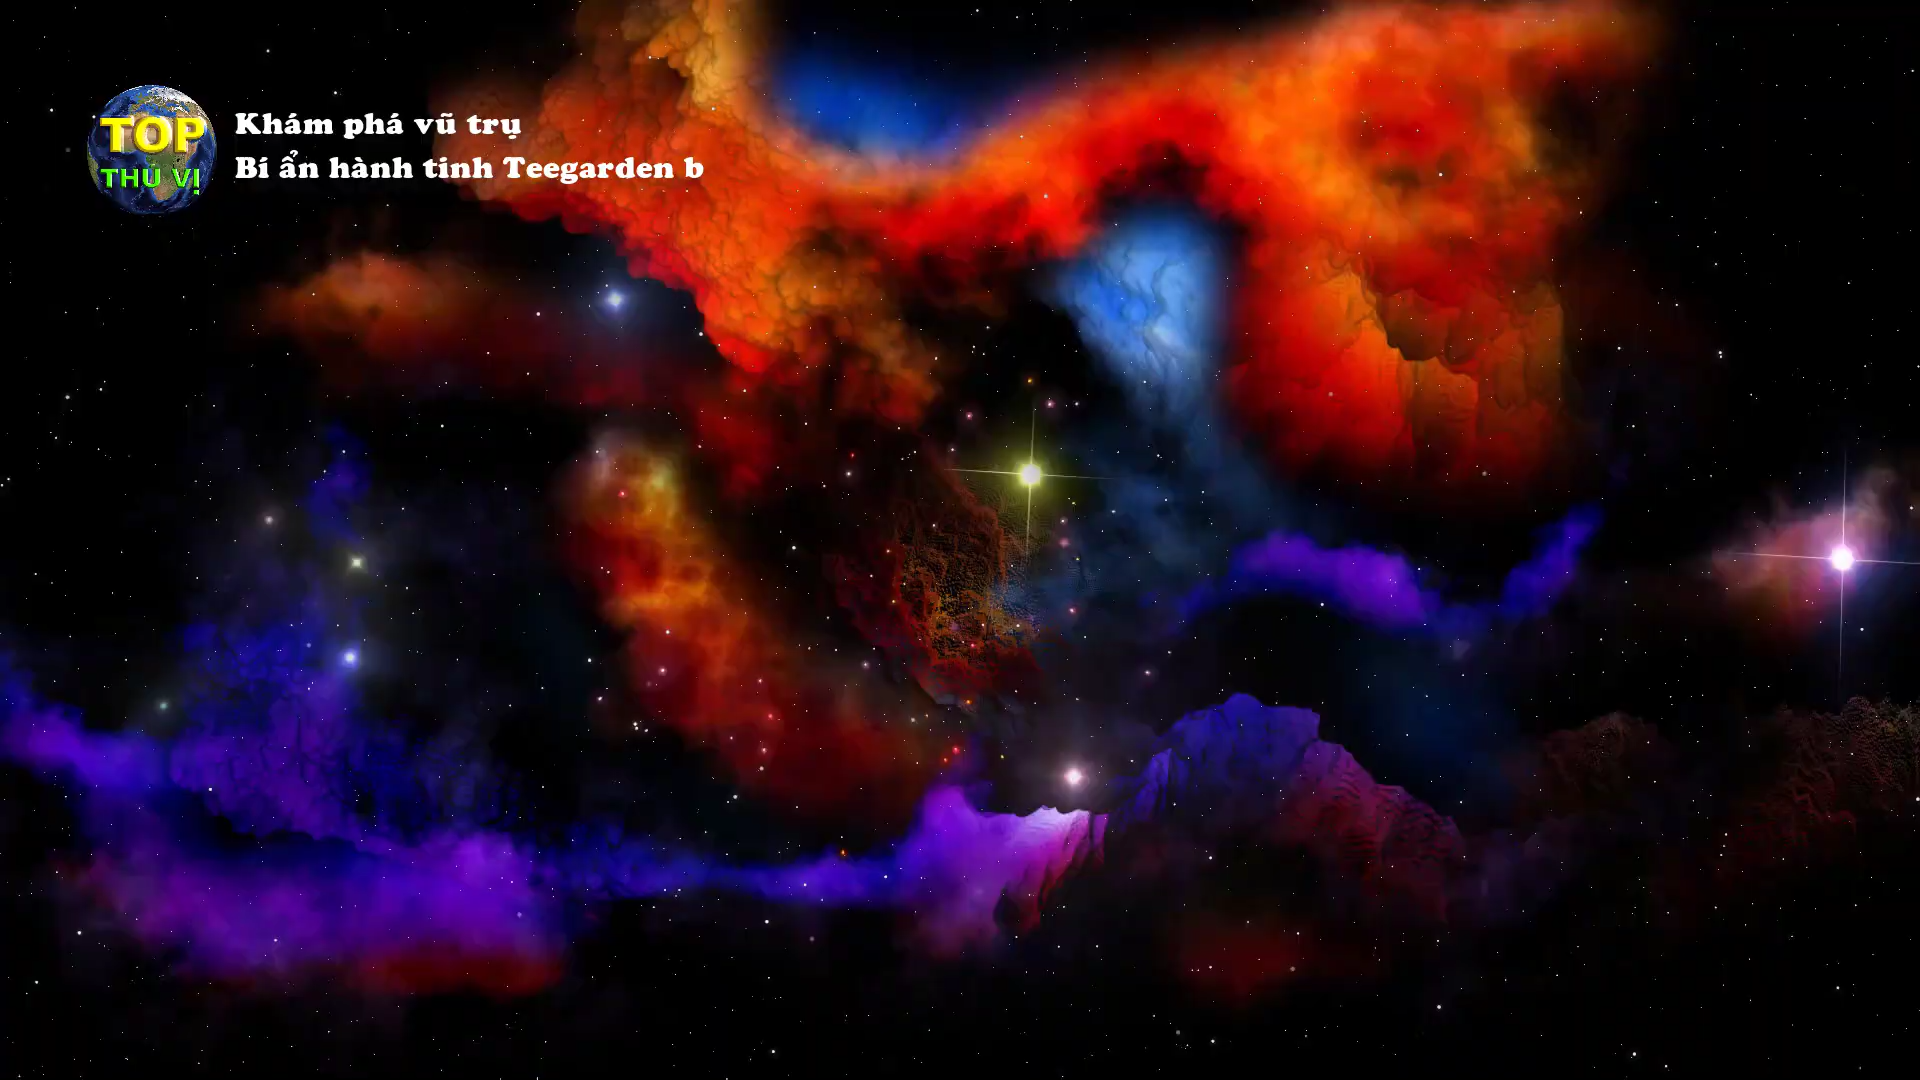 TOP
THÚ VỊ
Khám phá vũ trụ
Bí ẩn hành tinh Teegarden b